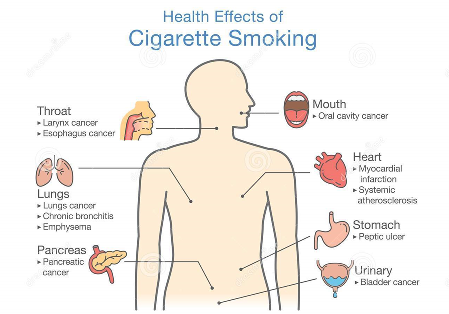 Health Effects of
Cigarette Smoking
Throat
▸ Larynx cancer
▸ Esophagus cancer
Mouth
▸ Oral cavity cancer
Lungs
▸ Lungs cancer
▸ Chronic bronchitis
▸ Emphysema
Heart
▸ Myocardial
infarction
▸ Systemic
atherosclerosis
Stomach
▸ Peptic ulcer
Pancreas
▸ Pancreatic
cancer
Urinary
▸ Bladder cancer